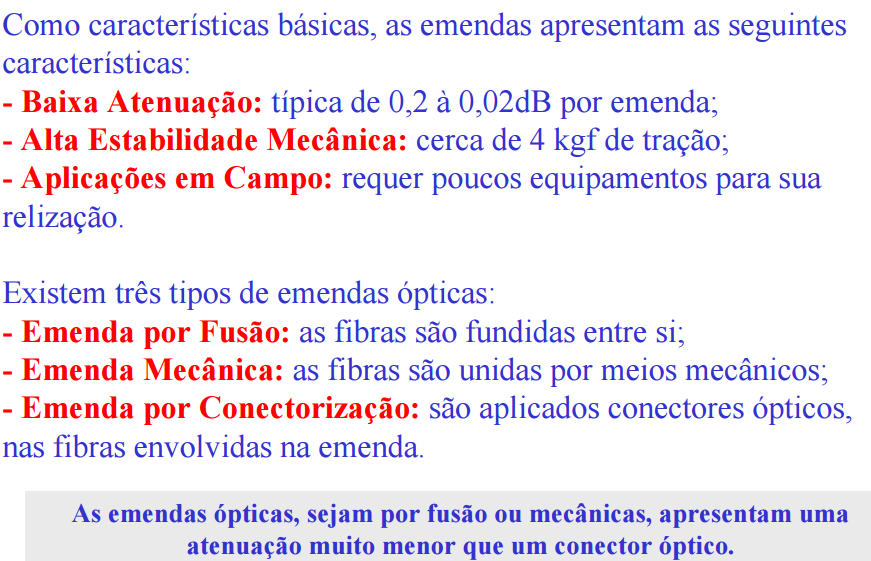 Como características básicas, as emendas apresentam as seguintes
características:
- Baixa Atenuação: típica de 0,2 à 0,02dB por emenda;
- Alta Estabilidade Mecânica: cerca de 4 kgf de tração;
- Aplicações em Campo: requer poucos equipamentos para sua
relização.
Existem três tipos de emendas ópticas:
- Emenda por Fusão: as fibras são fundidas entre si;
- Emenda Mecânica: as fibras são unidas por meios mecânicos;
- Emenda por Conectorização: são aplicados conectores ópticos,
nas fibras envolvidas na emenda.
As emendas ópticas, sejam por fusão ou mecânicas, apresentam uma
atenuação muito menor que um conector óptico.